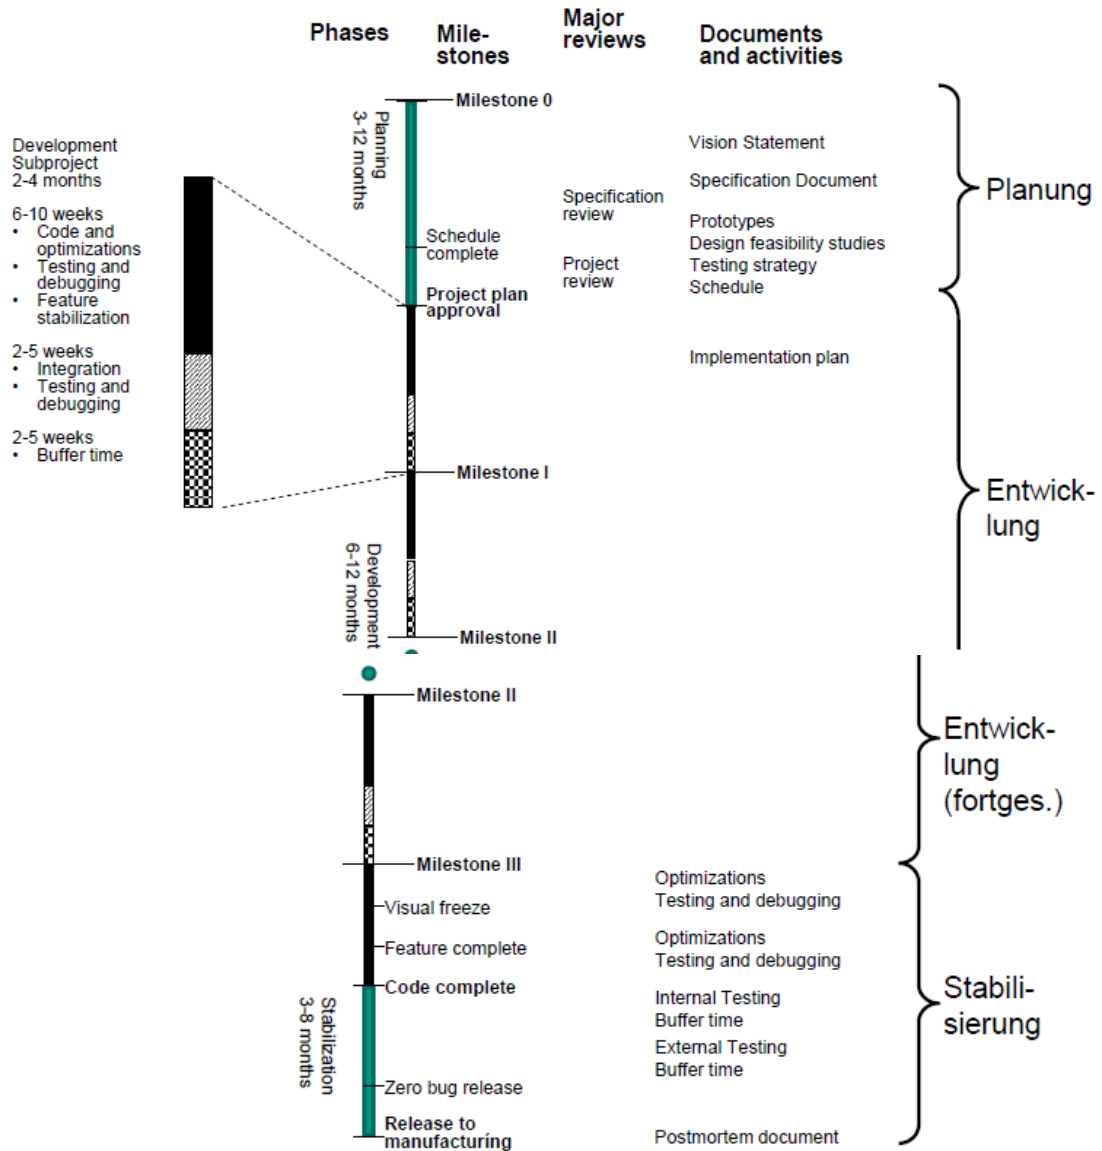 Phases
Mile-
stones
Major
reviews
Documents
and activities
Milestone 0
Planning
3-12 months
Development
Subproject
2-4 months
6-10 weeks
• Code and
optimizations
• Testing and
debugging
• Feature
stabilization
2-5 weeks
• Integration
• Testing and
debugging
2-5 weeks
• Buffer time
Schedule
complete
Project plan
approval
Specification
review
Project
review
Vision Statement
Specification Document
Prototypes
Design feasibility studies
Testing strategy
Schedule
Implementation plan
Planung
Milestone I
Development
6-12 months
Milestone II
Entwick-
lung
Milestone II
Milestone III
Visual freeze
Feature complete
Code complete
Stabilization
3-8 months
Zero bug release
Release to
manufacturing
Optimizations
Testing and debugging
Optimizations
Testing and debugging
Internal Testing
Buffer time
External Testing
Buffer time
Postmortem document
Entwick-
lung
(fortges.)
Stabili-
sierung